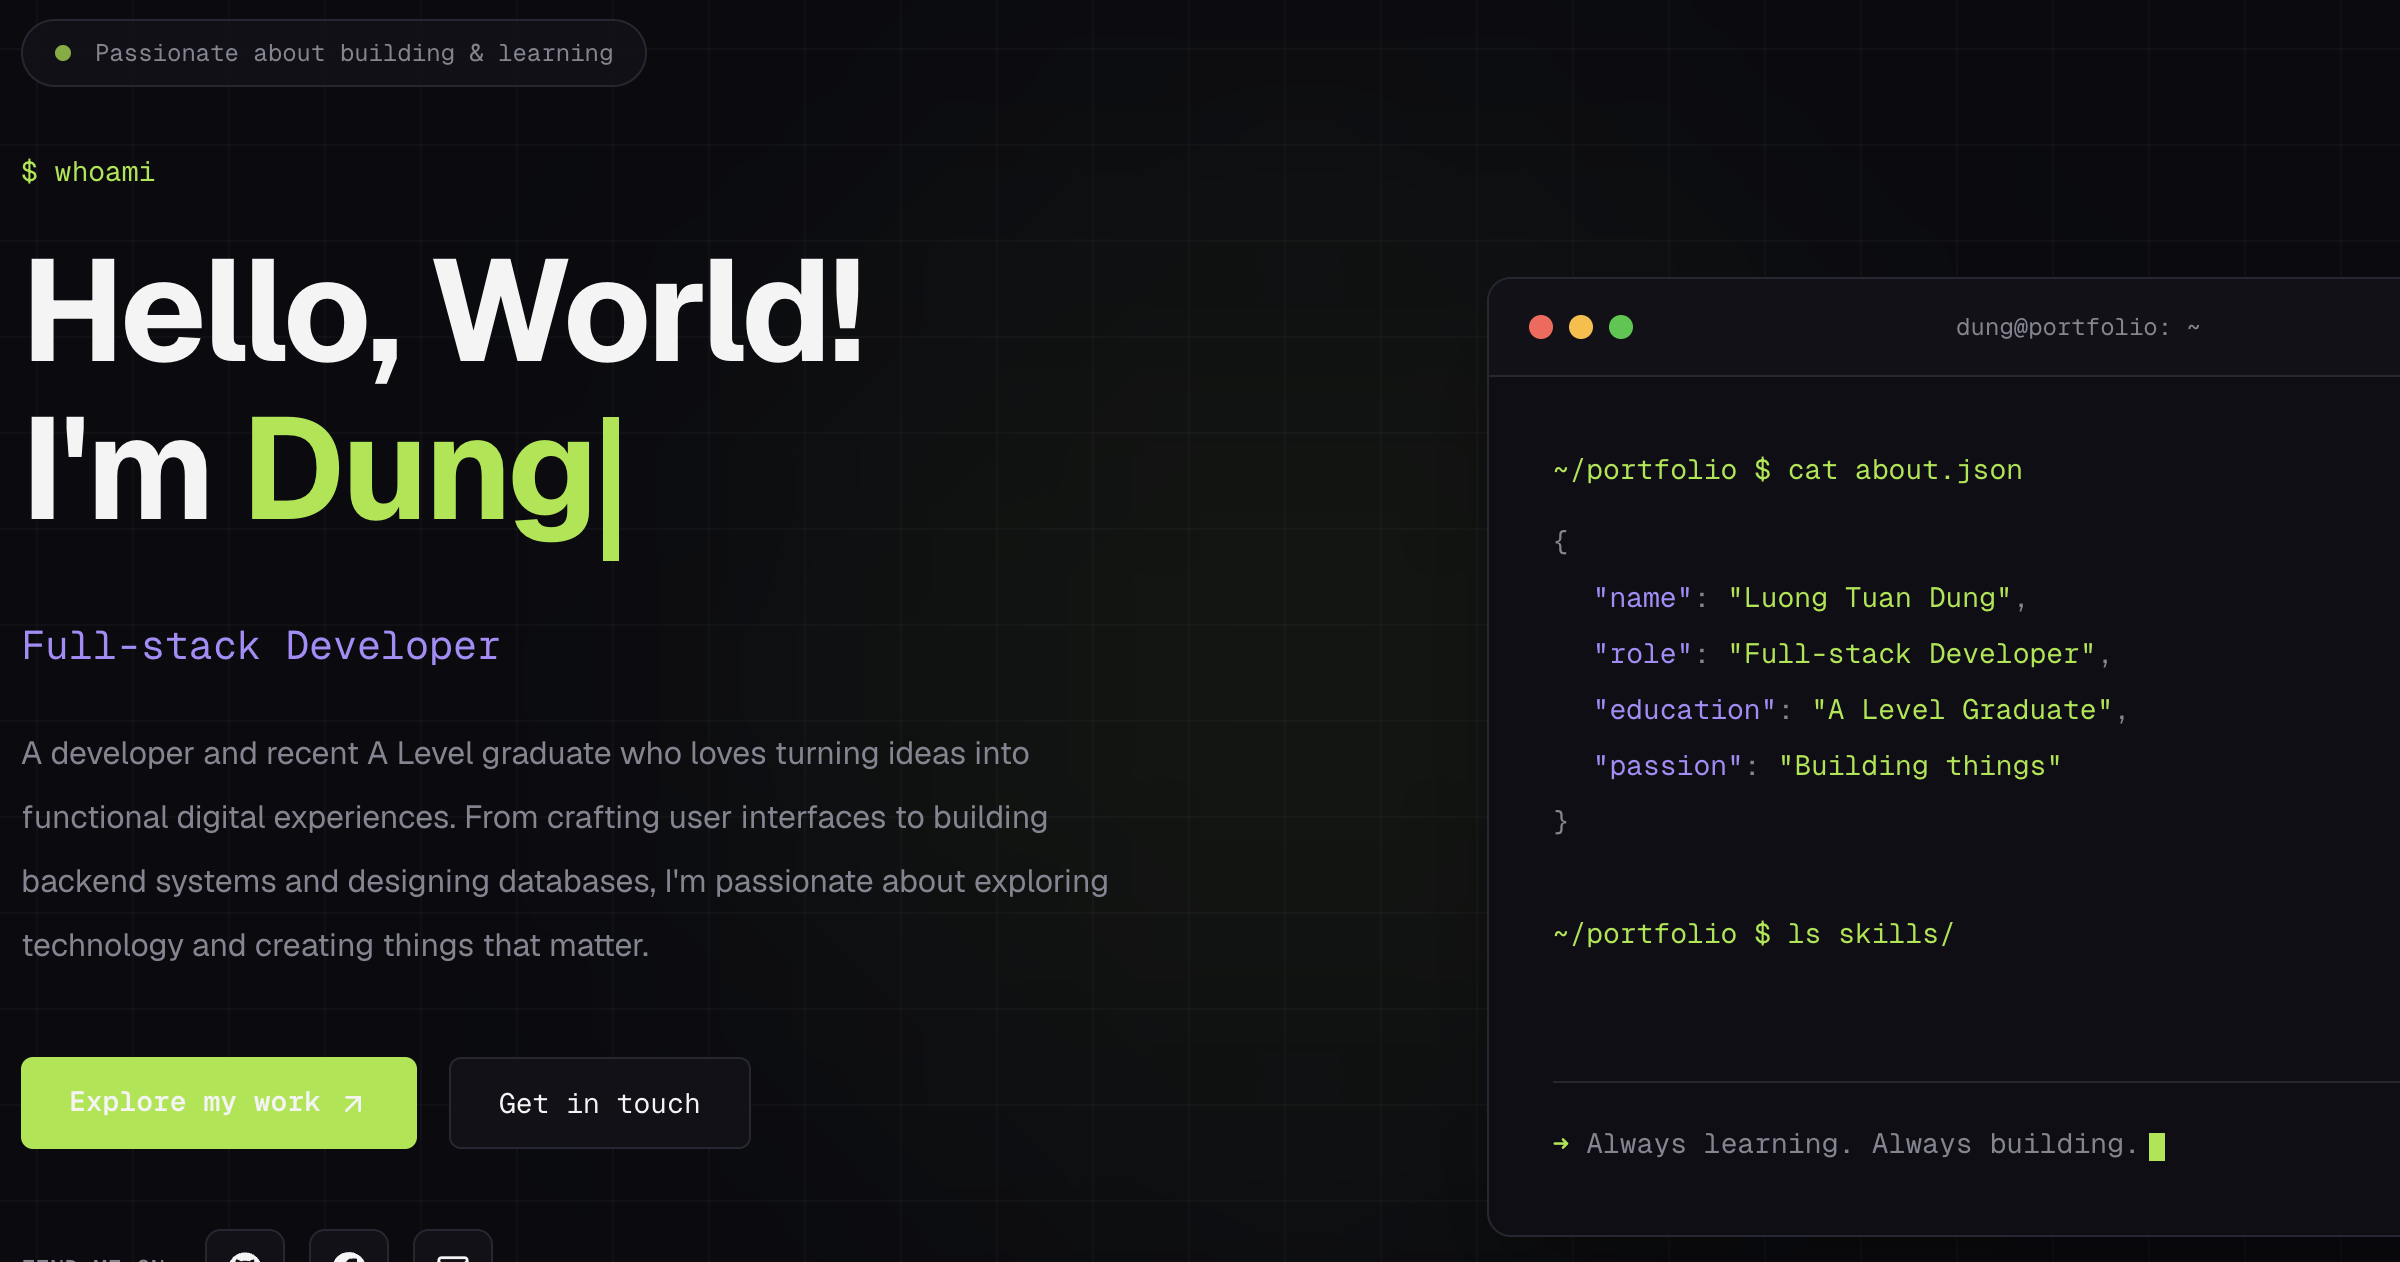 Passionate about building & learning
$ whoami
Hello, World!
I'm Dung
Full-stack Developer
A developer and recent A Level graduate who loves turning ideas into
functional digital experiences. From crafting user interfaces to building
backend systems and designing databases, I'm passionate about exploring
technology and creating things that matter.
Explore my work ↗
Get in touch
dung@portfolio: ~
~/portfolio $ cat about.json
{
"name": "Luong Tuan Dung",
"role": "Full-stack Developer",
"education": "A Level Graduate",
"passion": "Building things"
}
~/portfolio $ ls skills/
➜ Always learning. Always building.